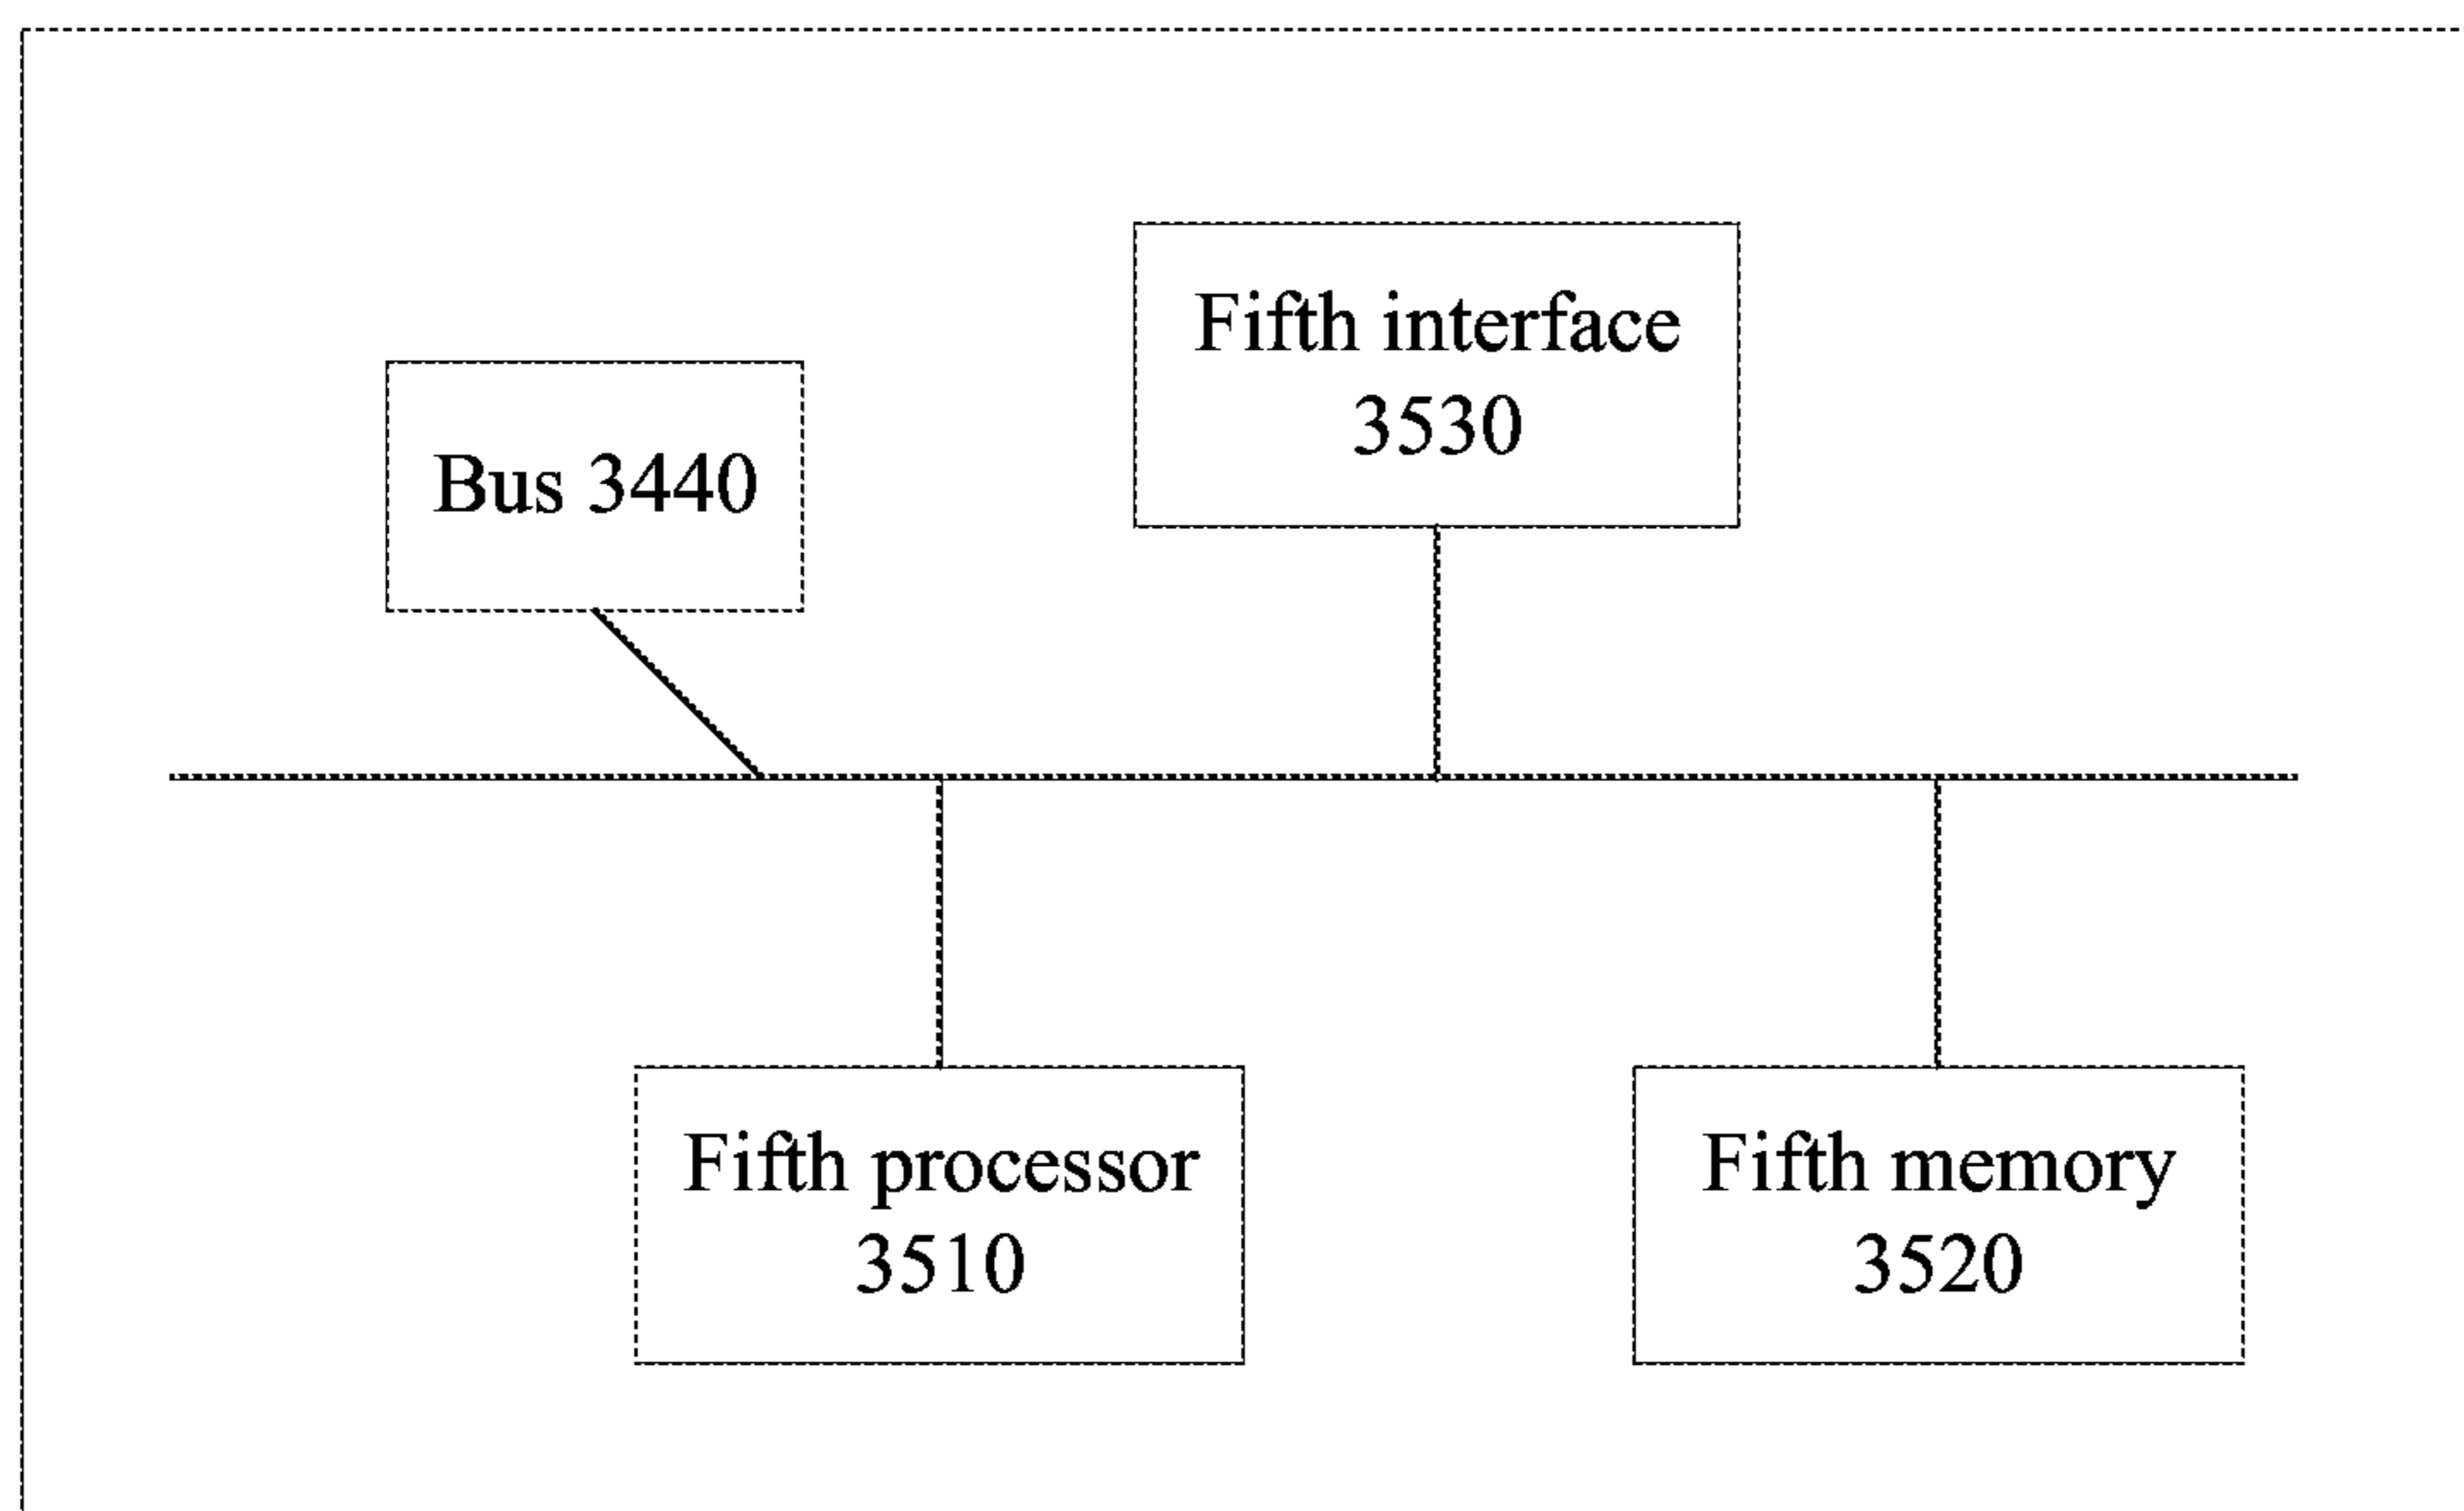 Fifth interface
3530
Bus 3440
Fifth processor
3510
Fifth memory
3520